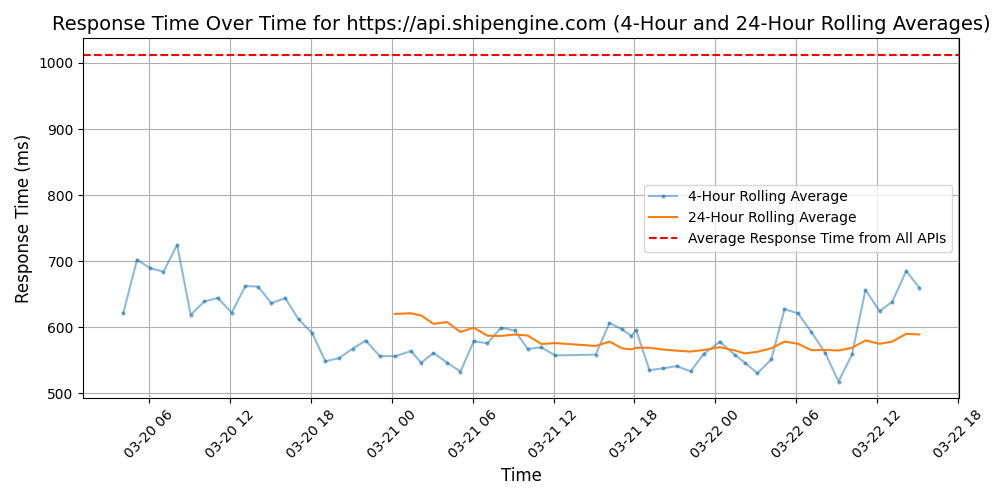 Response Time Over Time for https://api.shipengine.com (4-Hour and 24-Hour Rolling Averages)
Response Time (ms)
1000
900
800
700
600
500
4-Hour Rolling Average
24-Hour Rolling Average
Average Response Time from All APIs
03-20 06
03-20 12
03-20 18
03-21 00
03-21 06
03-21 12
03-21 18
03-22 00
03-22 06
03-22 12
03-22 18
Time